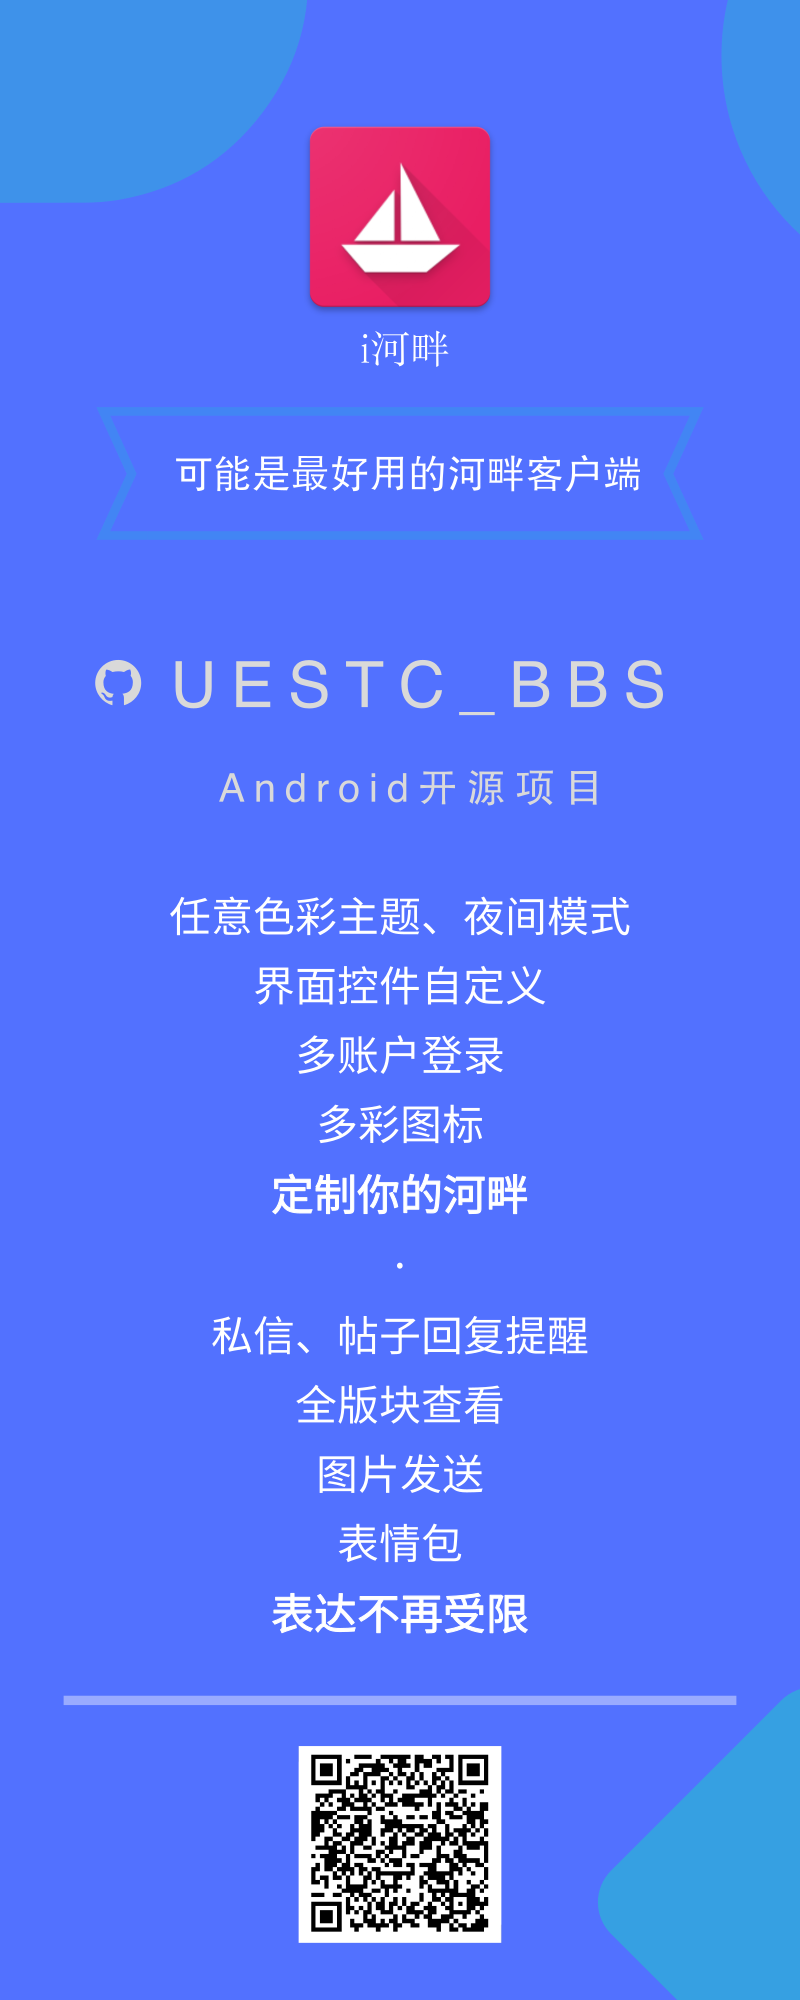 i河畔
可能是最好用的河畔客户端
UESTC_BBS
Android开源项目
任意色彩主题、夜间模式
界面控件自定义
多账户登录
多彩图标
定制你的河畔
·
私信、帖子回复提醒
全版块查看
图片发送
表情包
表达不再受限